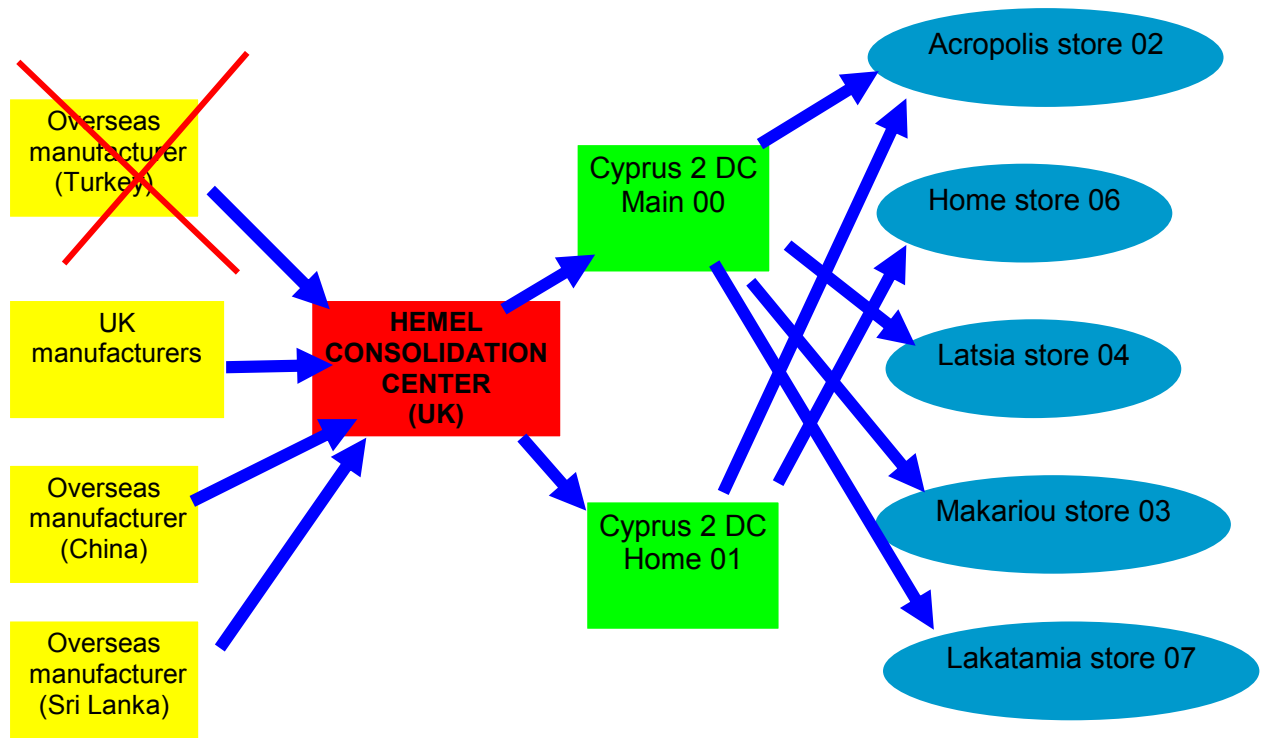 Overseas
manufacturer
(Turkey)
UK
manufacturers
Overseas
manufacturer
(China)
Overseas
manufacturer
(Sri Lanka)
HEMEL
CONSOLIDATION
CENTER
(UK)
Cyprus 2 DC
Main 00
Cyprus 2 DC
Home 01
Acropolis store 02
Home store 06
Latsia store 04
Makariou store 03
Lakatamia store 07